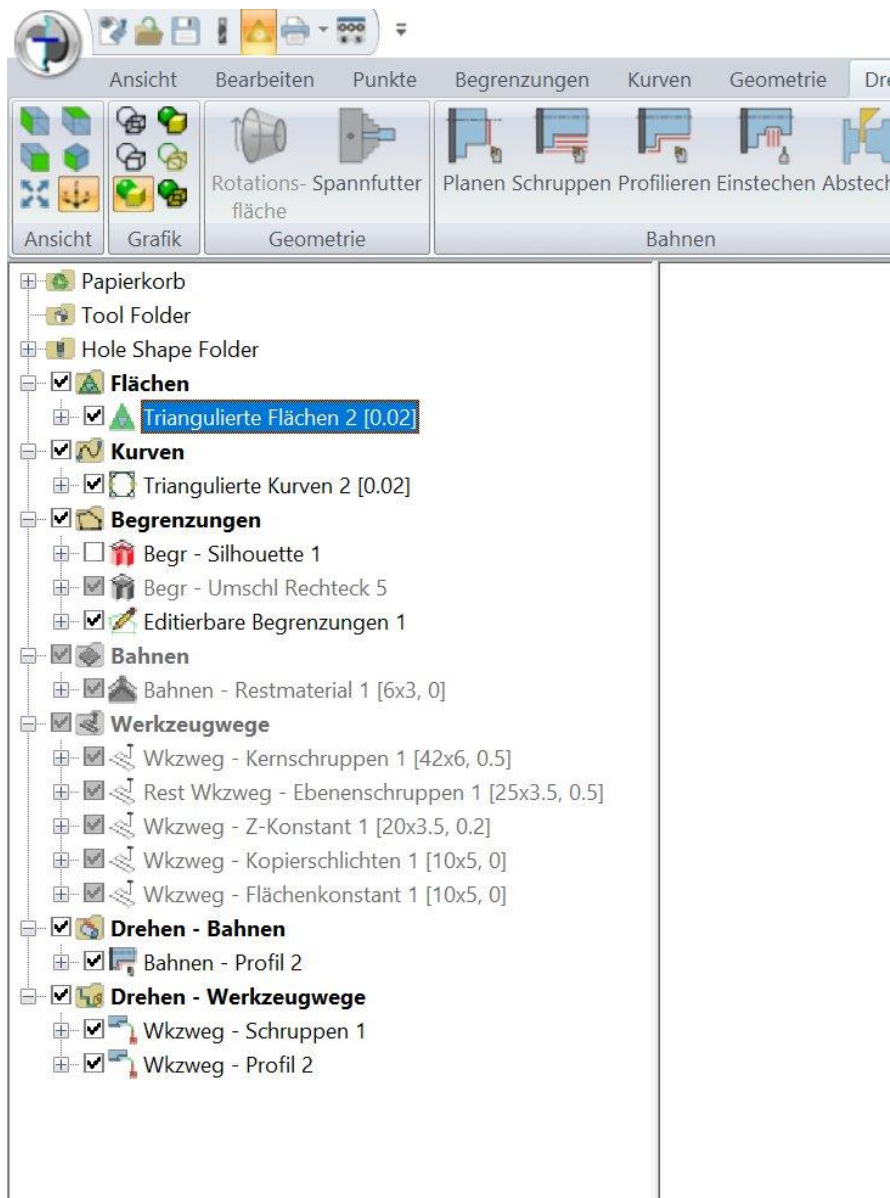 Ansicht Bearbeiten Punkte Begrenzungen Kurven Geometrie Dre
Rotations-fläche Spannfutter Planen Schruppen Profilieren Einstechen Abstech
Ansicht Grafik Geometrie Bahnen
Papierkorb
Tool Folder
Hole Shape Folder
Flächen
Triangulierte Flächen 2 [0.02]
Kurven
Triangulierte Kurven 2 [0.02]
Begrenzungen
Begr - Silhouette 1
Begr - Umschl Rechteck 5
Editierbare Begrenzungen 1
Bahnen
Bahnen - Restmaterial 1 [6x3, 0]
Werkzeugwege
Wkzweg - Kernschruppen 1 [42x6, 0.5]
Rest Wkzweg - Ebenenschruppen 1 [25x3.5, 0.5]
Wkzweg - Z-Konstant 1 [20x3.5, 0.2]
Wkzweg - Kopierschlichten 1 [10x5, 0]
Wkzweg - Flächenkonstant 1 [10x5, 0]
Drehen - Bahnen
Bahnen - Profil 2
Drehen - Werkzeugwege
Wkzweg - Schruppen 1
Wkzweg - Profil 2